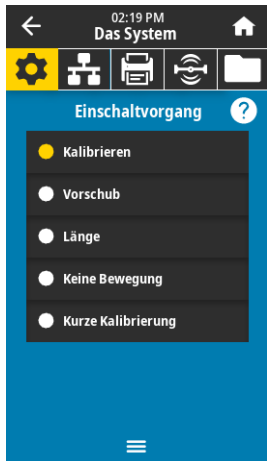 02:19 PM
Das System
Einschaltvorgang ?
Kalibrieren
Vorschub
Länge
Keine Bewegung
Kurze Kalibrierung